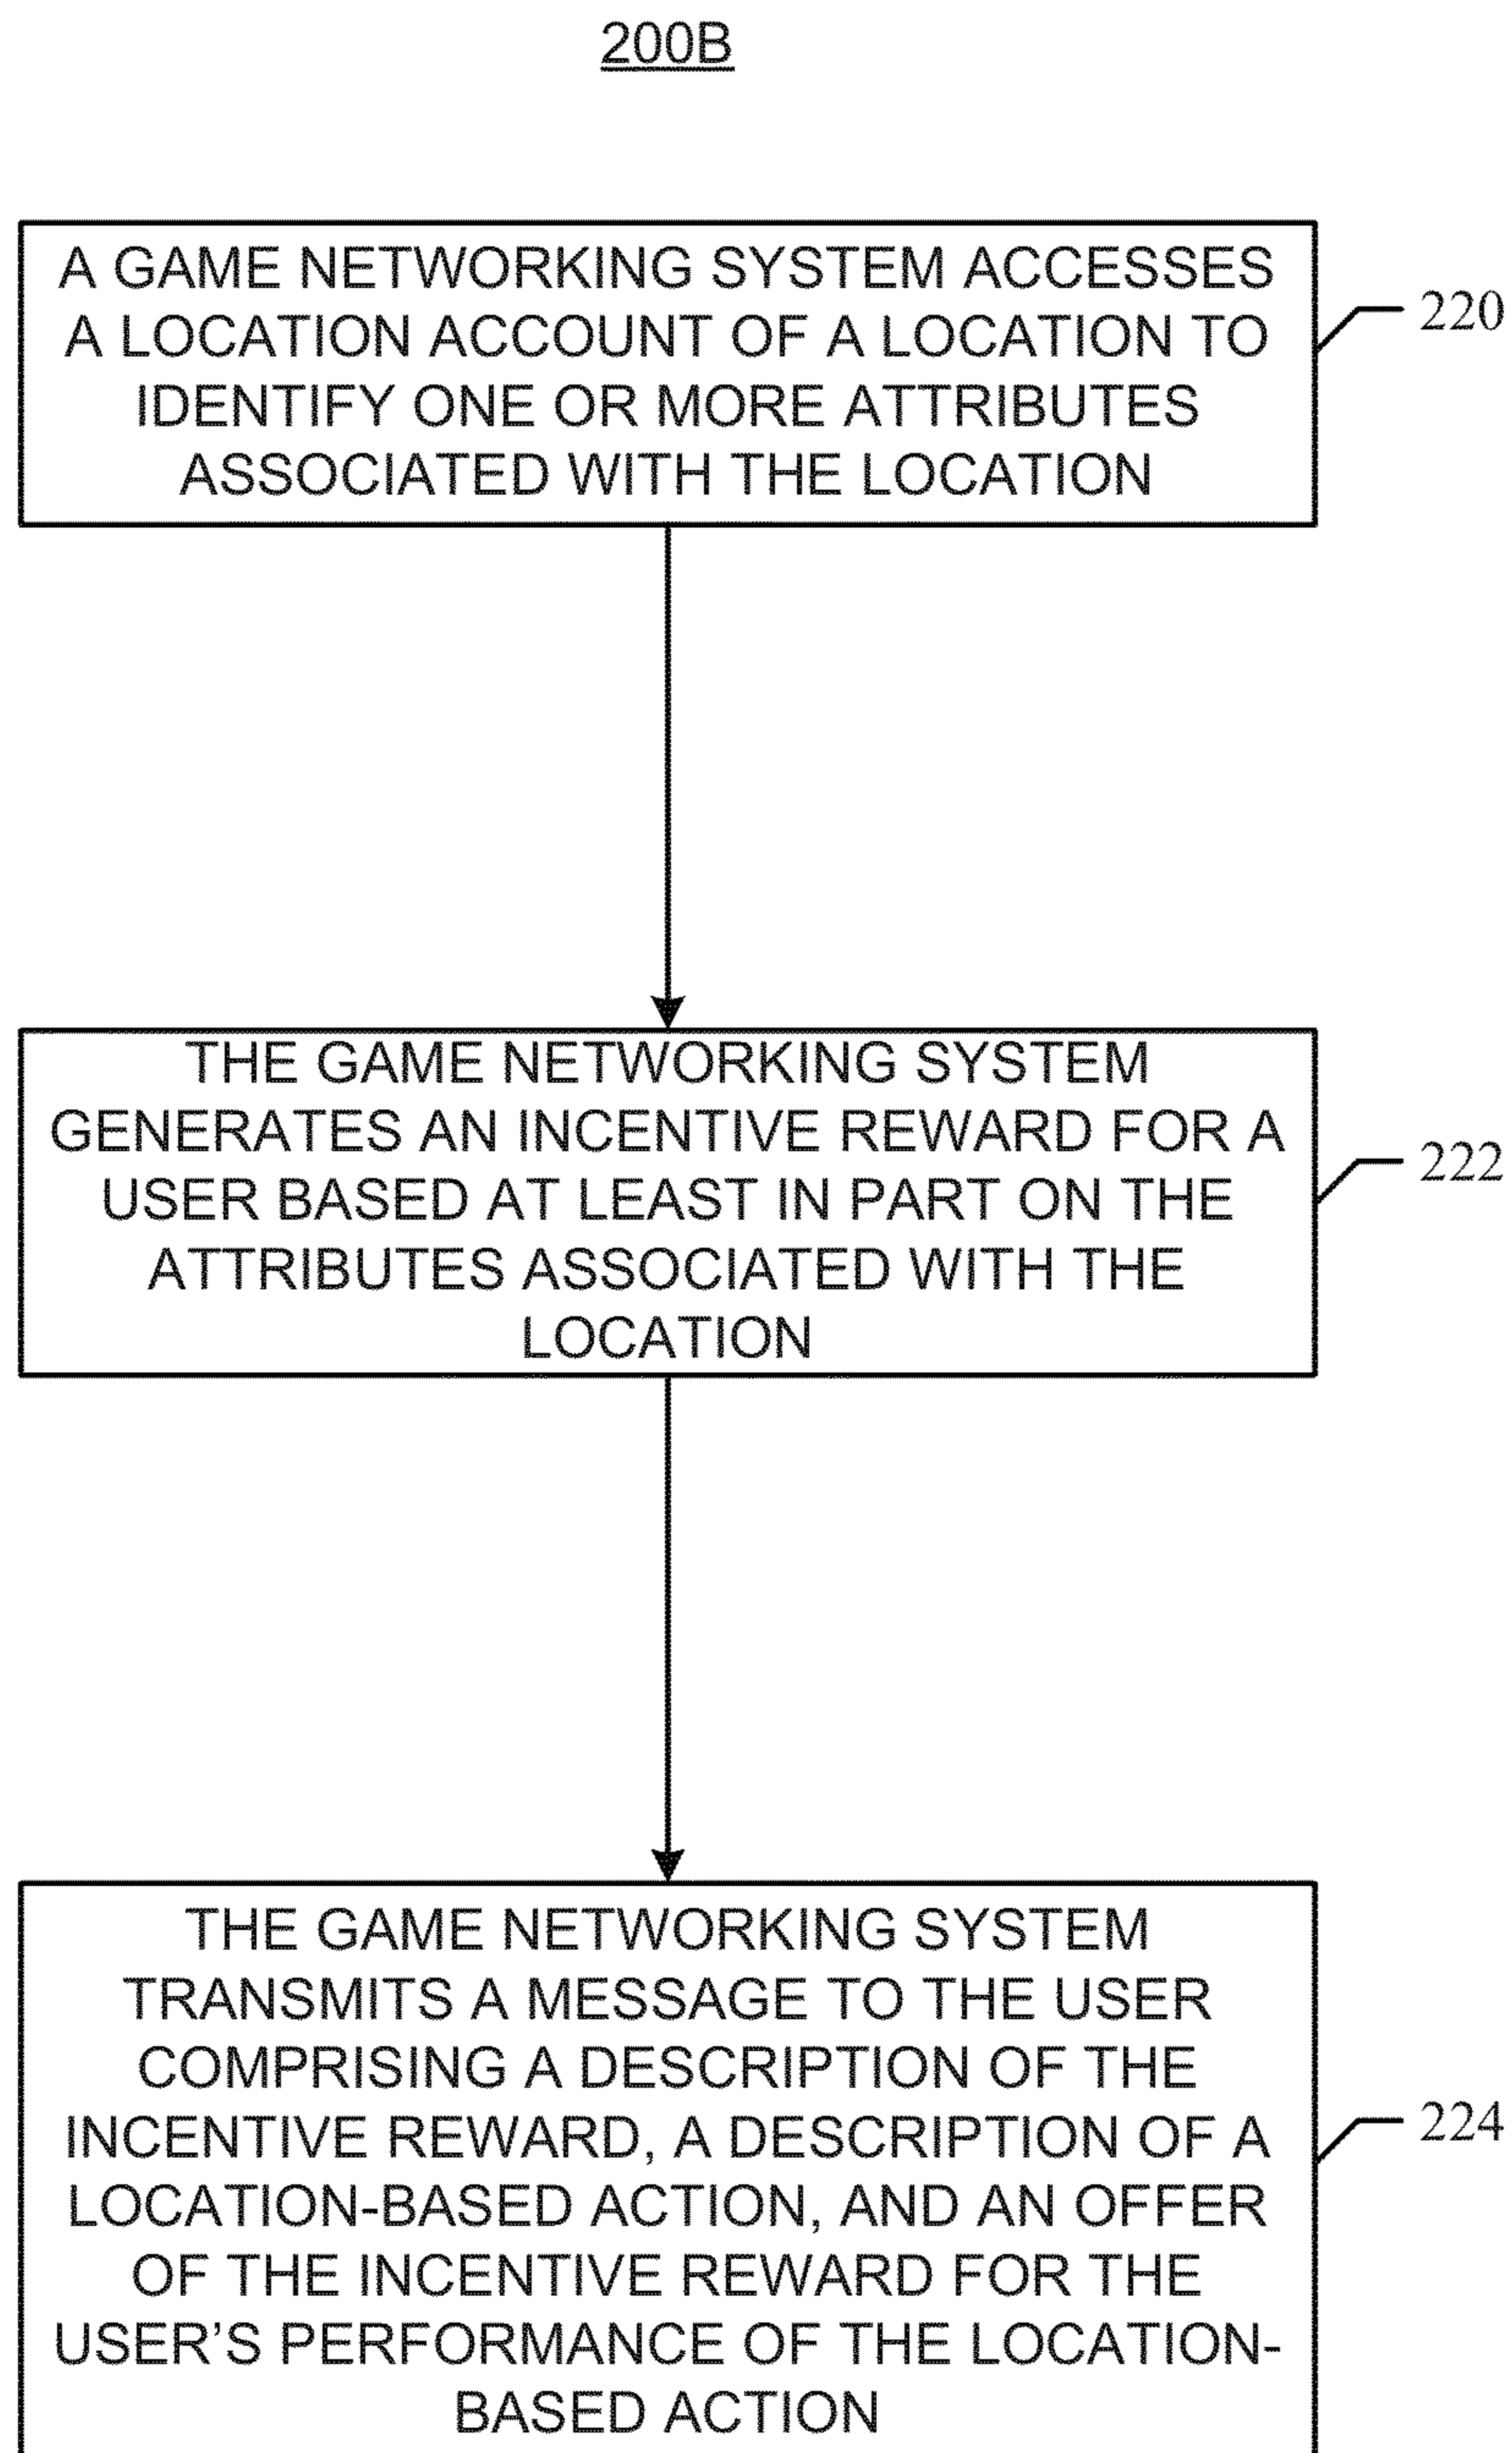 200B
A GAME NETWORKING SYSTEM ACCESSES
A LOCATION ACCOUNT OF A LOCATION TO
IDENTIFY ONE OR MORE ATTRIBUTES
ASSOCIATED WITH THE LOCATION
220
THE GAME NETWORKING SYSTEM
GENERATES AN INCENTIVE REWARD FOR A
USER BASED AT LEAST IN PART ON THE
ATTRIBUTES ASSOCIATED WITH THE
LOCATION
222
THE GAME NETWORKING SYSTEM
TRANSMITS A MESSAGE TO THE USER
COMPRISING A DESCRIPTION OF THE
INCENTIVE REWARD, A DESCRIPTION OF A
LOCATION-BASED ACTION, AND AN OFFER
OF THE INCENTIVE REWARD FOR THE
USER’S PERFORMANCE OF THE LOCATION-
BASED ACTION
224